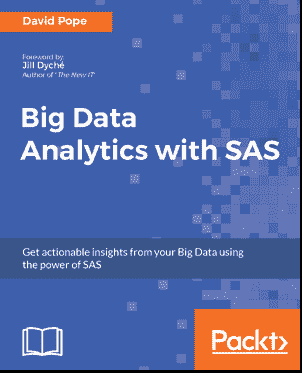 David Pope
Foreword by
Jill Dyché
Author of "The New IT"
Big Data
Analytics with SAS
Get actionable insights from your Big Data using
the power of SAS
Packt>